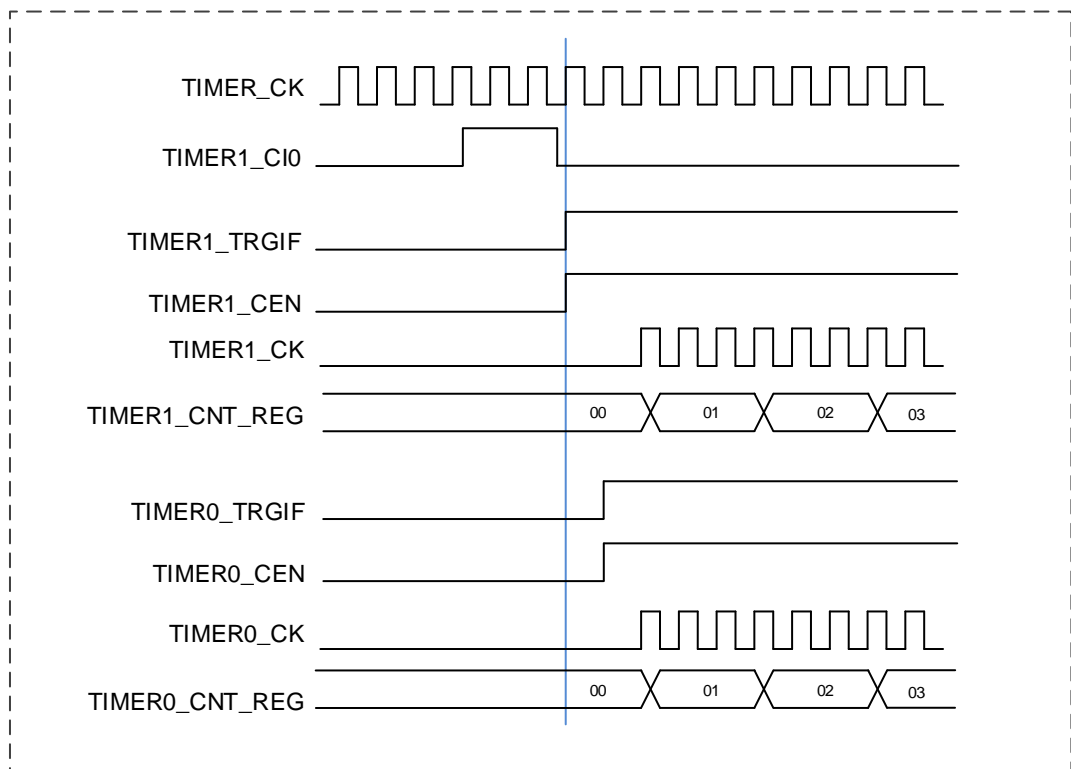 TIMER_CK
TIMER1_CI0
TIMER1_TRGIF
TIMER1_CEN
TIMER1_CK
TIMER1_CNT_REG 00 01 02 03
TIMER0_TRGIF
TIMER0_CEN
TIMER0_CK
TIMER0_CNT_REG 00 01 02 03